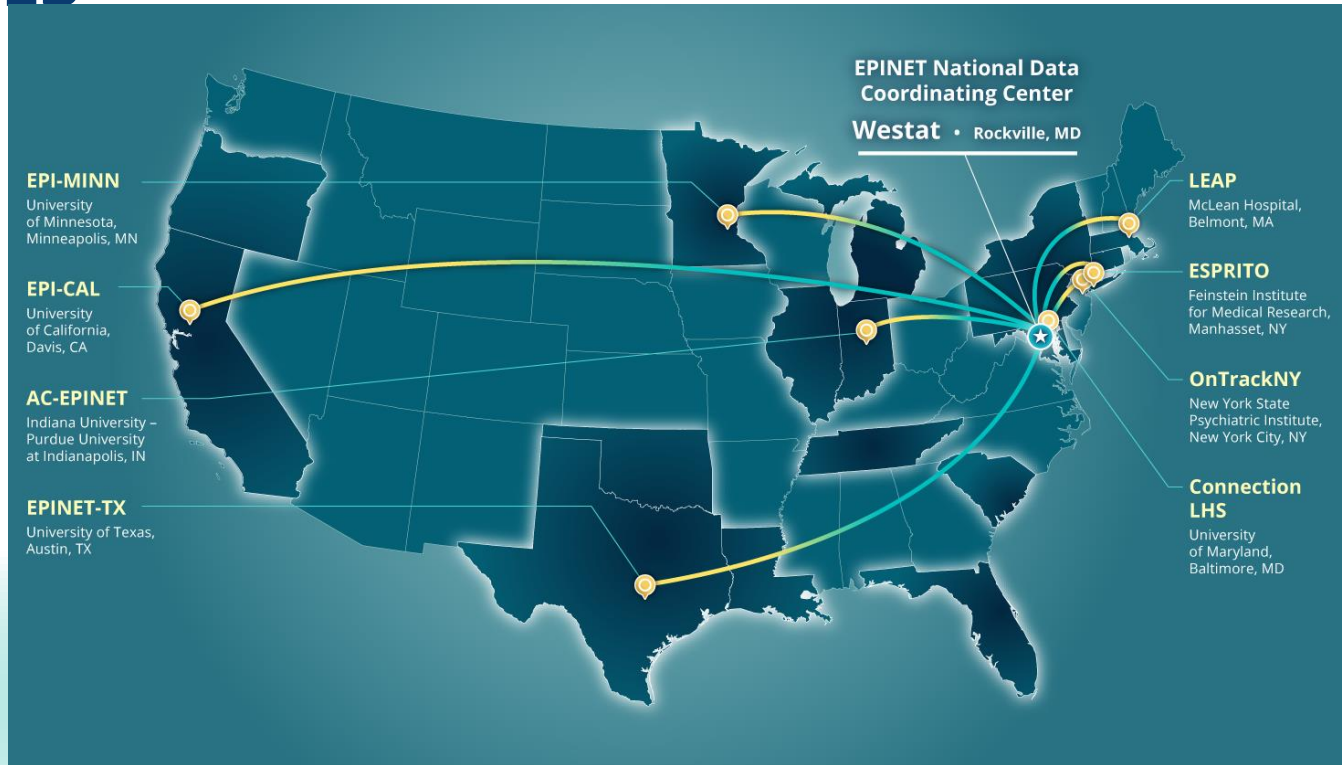 EPINET National Data
Coordinating Center
Westat • Rockville, MD
EPI-MINN
University
of Minnesota,
Minneapolis, MN
EPI-CAL
University
of California,
Davis, CA
AC-EPINET
Indiana University –
Purdue University
at Indianapolis, IN
EPINET-TX
University of Texas,
Austin, TX
LEAP
McLean Hospital,
Belmont, MA
ESPRITO
Feinstein Institute
for Medical Research,
Manhasset, NY
OnTrackNY
New York State
Psychiatric Institute,
New York City, NY
Connection
LHS
University
of Maryland,
Baltimore, MD